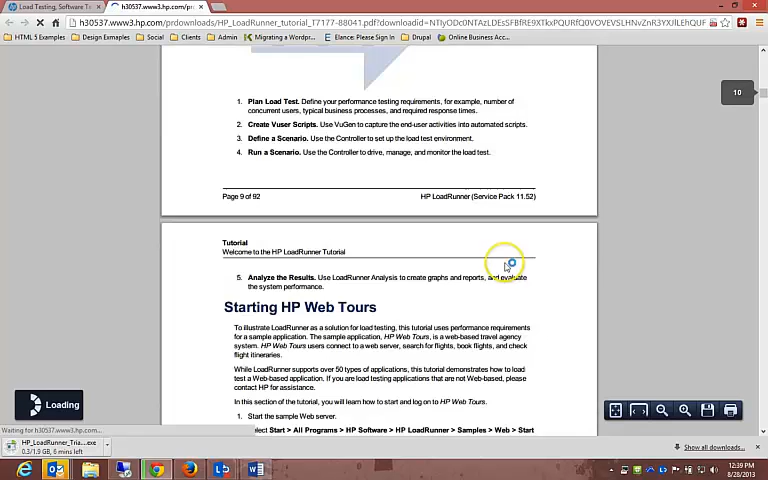 Load Testing, Software T
www3.hp.com/p
h30537.www3.hp.com/prdownloads/HP_LoadRunner_tutorial_T7177-88041.pdf?downloadid=
HTML 5 Examples
Design Exmaples
Social
Clients
Admin
Migrating a Wordpr...
Elance: Please Sign In
Drupal
Online Business Acc...
10
1. Plan Load Test. Define your performance testing requirements, for example, number of
concurrent users, typical business processes, and required response times.
2. Create Vuser Scripts. Use VuGen to capture the end-user activities into automated scripts.
3. Define a Scenario. Use the Controller to set up the load test environment.
4. Run a Scenario. Use the Controller to drive, manage, and monitor the load test.
Page 9 of 92
HP LoadRunner (Service Pack 11.52)
Tutorial
Welcome to the HP LoadRunner Tutorial
5. Analyze the Results. Use LoadRunner Analysis to create graphs and reports, and evaluate
the system performance.
Starting HP Web Tours
To illustrate LoadRunner as a solution for load testing, this tutorial uses performance requirements
for a sample application. The sample application, HP Web Tours, is a web-based travel agency
system. HP Web Tours users connect to a web server, search for flights, book flights, and check
flight itineraries.
While LoadRunner supports over 50 types of applications, this tutorial demonstrates how to load
test a Web-based application. If you are load testing applications that are not Web-based, please
contact HP for assistance.
In this section of the tutorial, you will learn how to start and log on to HP Web Tours.
1. Start the sample Web server.
elect Start > All Programs > HP Software > HP LoadRunner > Samples > Web > Start
Loading
Waiting for h30537.www3.hp.com...
HP_LoadRunner_Tria....exe
0.3/1.9 GB, 6 mins left
Show all downloads...
12:39 PM
8/28/2013